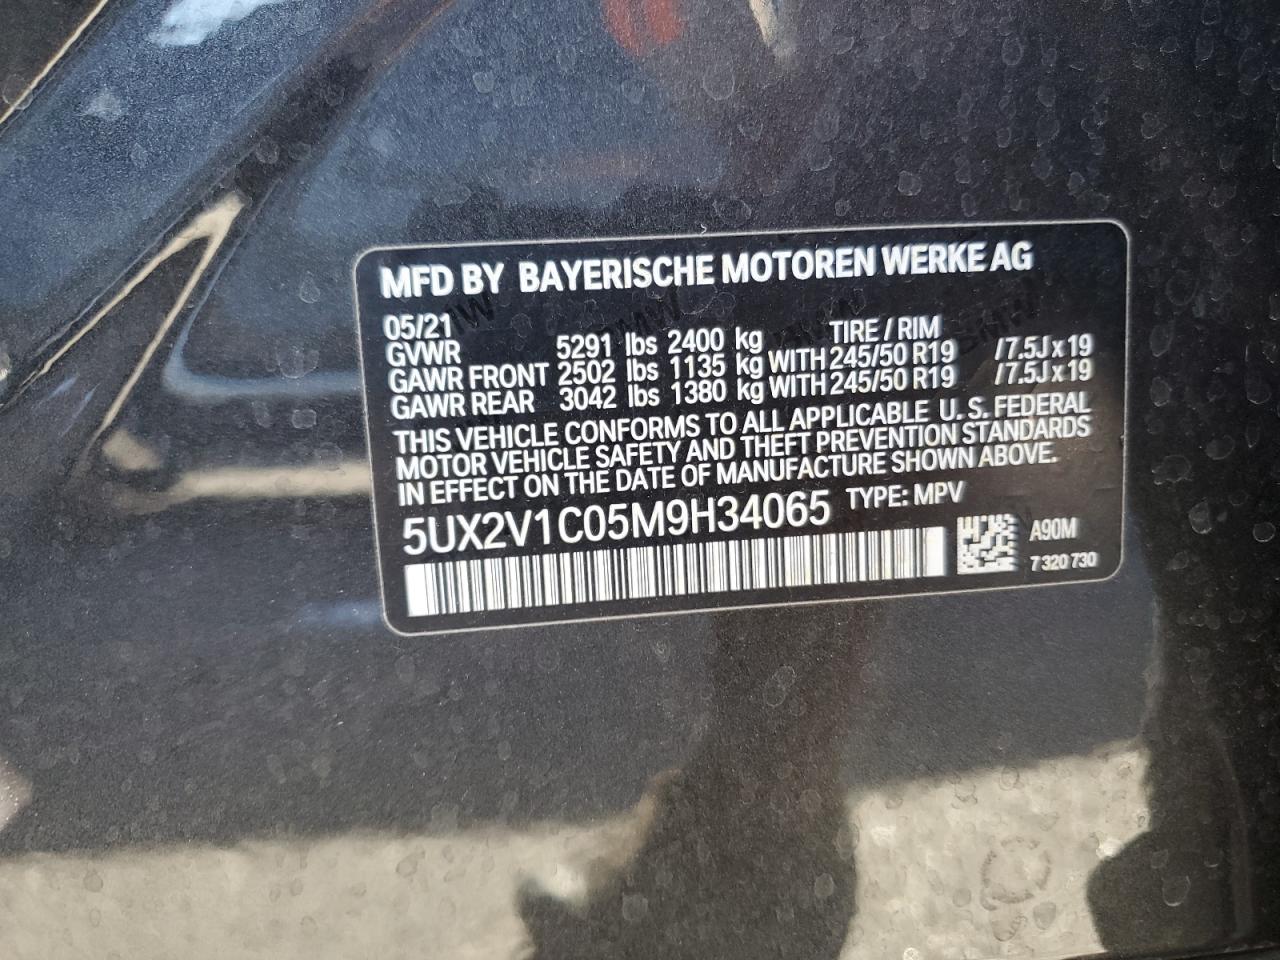 MFD BY BAYERISCHE MOTOREN WERKE AG
05/21 TIRE / RIM
GVWR 5291 lbs 2400 kg
GAWR FRONT 2502 lbs 1135 kg WITH 245/50 R19 / 7.5J x 19
GAWR REAR 3042 lbs 1380 kg WITH 245/50 R19 / 7.5J x 19
THIS VEHICLE CONFORMS TO ALL APPLICABLE U. S. FEDERAL
MOTOR VEHICLE SAFETY AND THEFT PREVENTION STANDARDS
IN EFFECT ON THE DATE OF MANUFACTURE SHOWN ABOVE.
5UX2V1C05M9H34065 TYPE: MPV
A90M
7 320 730